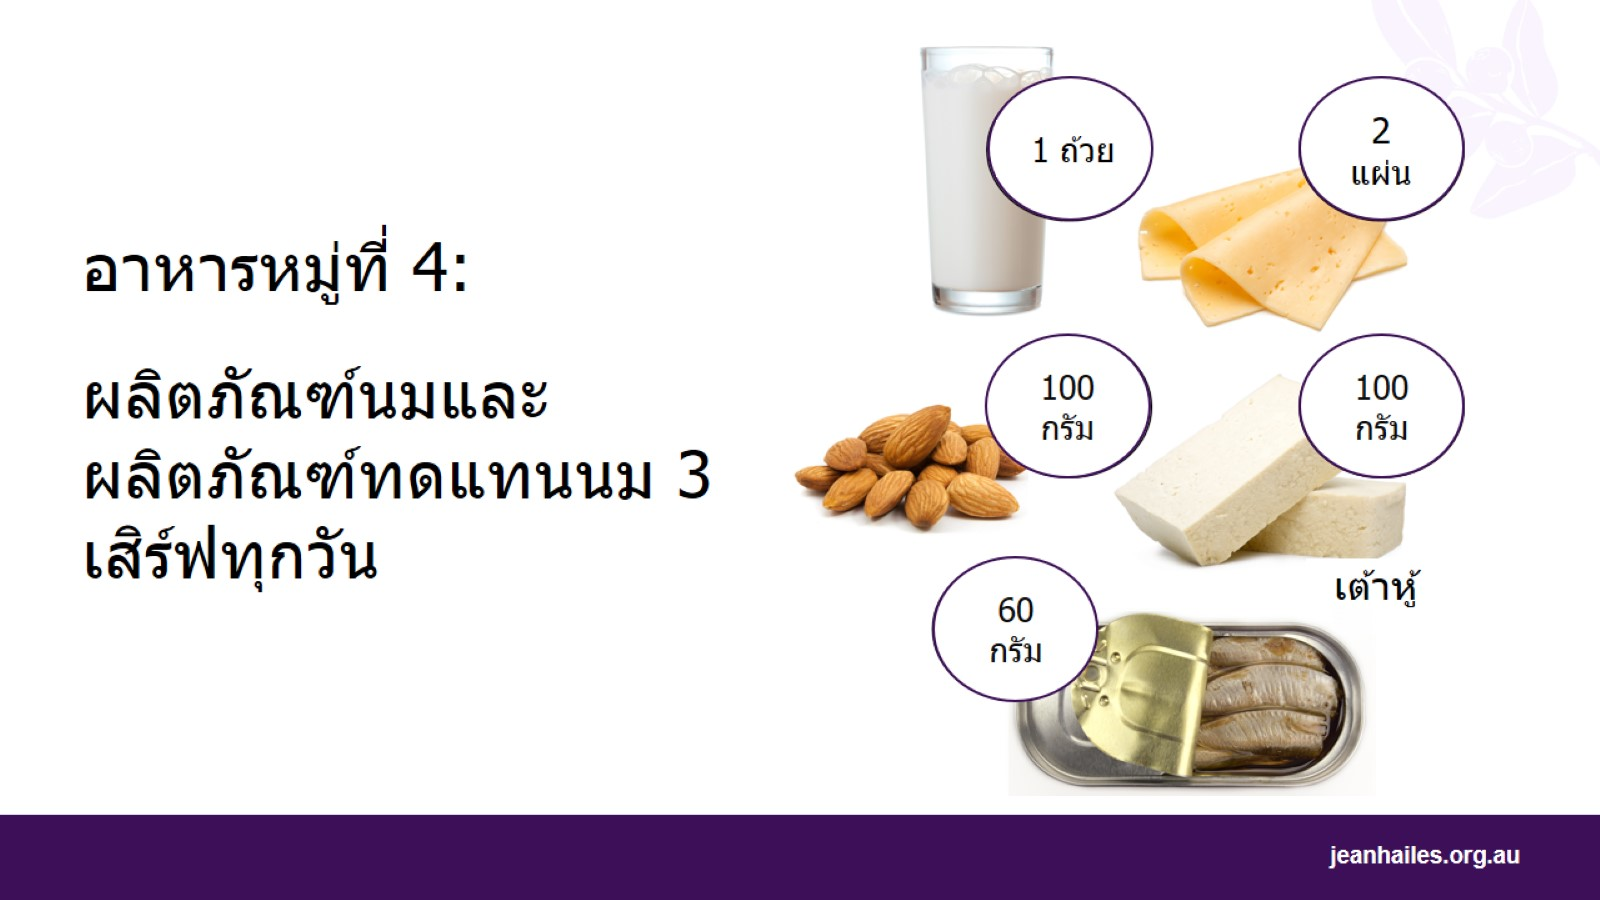 อาหารหมู่ที่ 4:
ผลิตภัณฑ์นมและ
ผลิตภัณฑ์ทดแทนนม 3
เสิร์ฟทุกวัน
1 ถ้วย
2
แผ่น
100
กรัม
100
กรัม
เต้าหู้
60
กรัม
jeanhailes.org.au